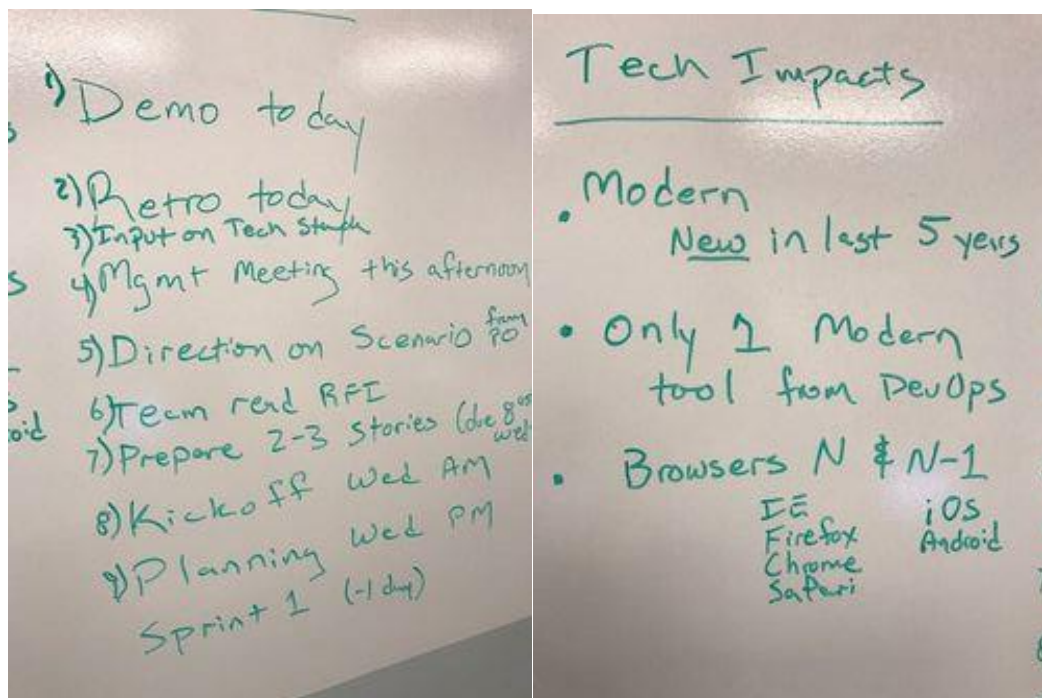 1) Demo today
2) Retro today
3) Input on Tech
4) Mgmt Meeting this afternoon
5) Direction on Scenario from PO
6) Team read RFI
7) Prepare 2-3 Stories (due 8 wed
8) Kickoff Wed AM
9) Planning Wed PM
Sprint 1 (-1 day)
Tech Impacts
• Modern
New in last 5 years
• Only 1 Modern
tool from DevOps
• Browsers N & N-1
IE iOS
Firefox Android
Chrome
Safari